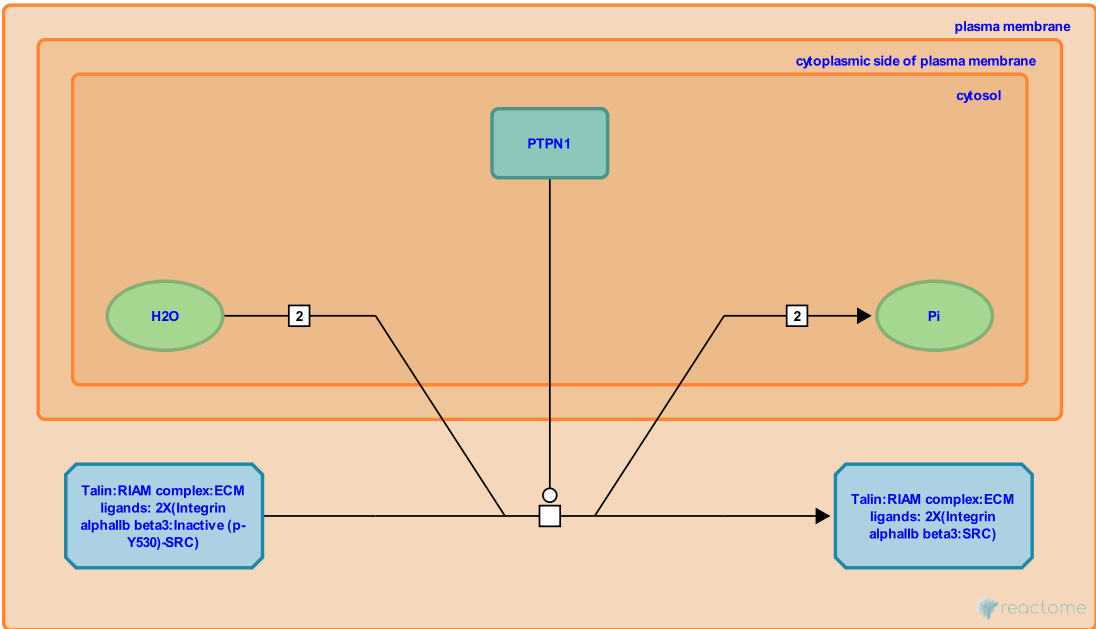 plasma membrane
cytoplasmic side of plasma membrane
cytosol
PTPN1
H2O
2
2
Pi
Talin:RIAM complex:ECM
ligands: 2X(Integrin
alphaIIb beta3:Inactive (p-
Y530)-SRC)
Talin:RIAM complex:ECM
ligands: 2X(Integrin
alphaIIb beta3:SRC)
reactome